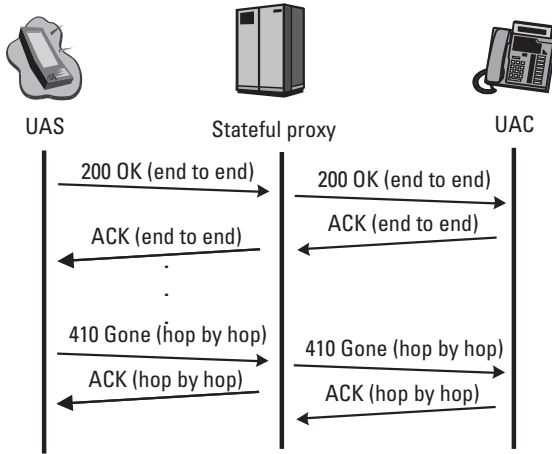 UAS
Stateful proxy
UAC
200 OK (end to end)
200 OK (end to end)
ACK (end to end)
ACK (end to end)
410 Gone (hop by hop)
410 Gone (hop by hop)
ACK (hop by hop)
ACK (hop by hop)